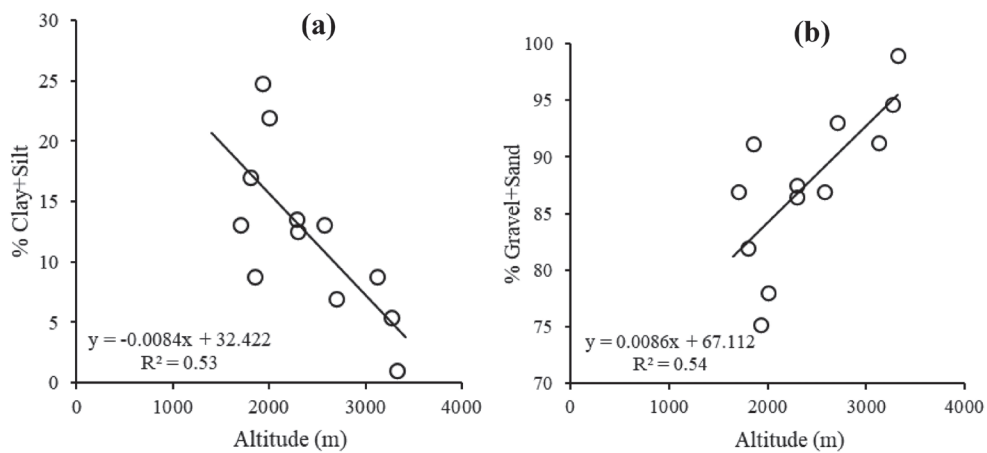 (a)
30
25
20
15
10
5
0
% Clay+Silt
y = -0.0084x + 32.422
R² = 0.53
0 1000 2000 3000 4000
Altitude (m)
(b)
100
95
90
85
80
75
70
% Gravel+Sand
y = 0.0086x + 67.112
R² = 0.54
0 1000 2000 3000 4000
Altitude (m)